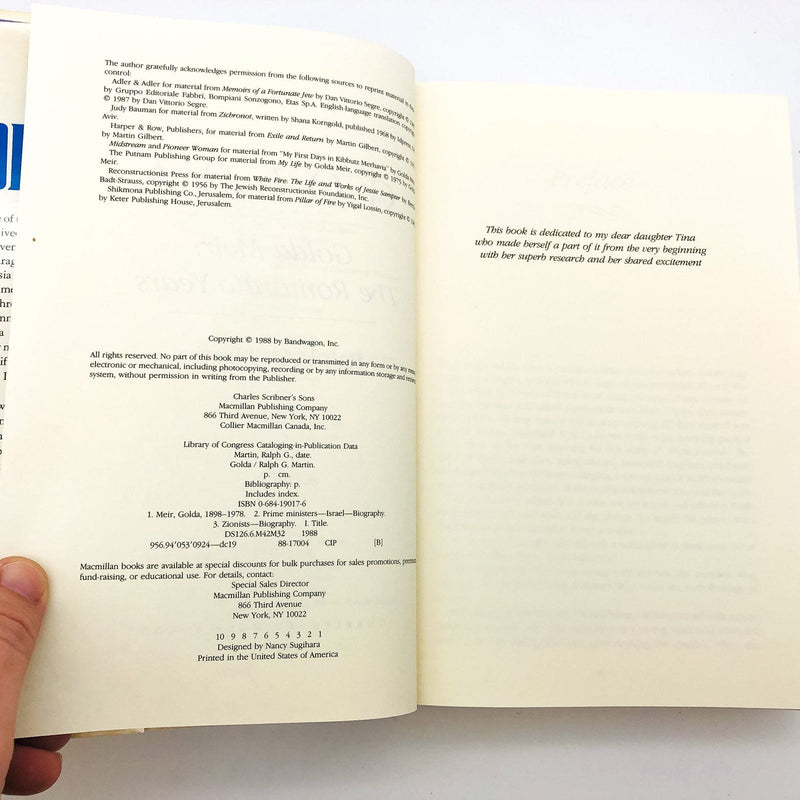 The author gratefully acknowledges permission from the following sources to reprint material in
control:
Adler & Adler for material from Memoirs of a Fortunate Jew by Dan Vittorio Segre, copyright ©
by Gruppo Editoriale Fabbri, Bompiani Sonzogono, Etas Sp.A. English-language translation
© 1987 by Dan Vittorio Segre.
Judy Bauman for material from Zichronot, written by Shana Korngold, published 1968 by
Aviv.
Harper & Row, Publishers, for material from Exile and Return by Martin Gilbert, copyright ©
by Martin Gilbert.
Midstream and Pioneer Woman for material from "My First Days in Kibbutz Merhavia" by Golda
The Putnam Publishing Group for material from My Life by Golda Meir, copyright © 1975 by
Meir.
Reconstructionist Press for material from White Fire: The Life and Works of Jessie Sampter by
Badt-Strauss, copyright © 1956 by The Jewish Reconstructionist Foundation, Inc.
Shikmona Publishing Co., Jerusalem, for material from Pillar of Fire by Yigal Lossin, copyright ©
by Keter Publishing House, Jerusalem.
Copyright © 1988 by Bandwagon, Inc.
All rights reserved. No part of this book may be reproduced or transmitted in any form or by any
electronic or mechanical, including photocopying, recording or by any information storage and
system, without permission in writing from the Publisher.
Charles Scribner's Sons
Macmillan Publishing Company
866 Third Avenue, New York, NY 10022
Collier Macmillan Canada, Inc.
Library of Congress Cataloging-in-Publication Data
Martin, Ralph G., date.
Golda / Ralph G. Martin.
p. cm.
Bibliography: p.
Includes index.
ISBN 0-684-19017-6
1. Meir, Golda, 1898–1978. 2. Prime ministers—Israel—Biography.
3. Zionists—Biography. I. Title.
DS126.6.M42M32 1988
956.94'053'0924—dc19 88-17004 CIP [B]
Macmillan books are available at special discounts for bulk purchases for sales promotions,
fund-raising, or educational use. For details, contact:
Special Sales Director
Macmillan Publishing Company
866 Third Avenue
New York, NY 10022
10 9 8 7 6 5 4 3 2 1
Designed by Nancy Sugihara
Printed in the United States of America
This book is dedicated to my dear daughter Tina
who made herself a part of it from the very beginning
with her superb research and her shared excitement